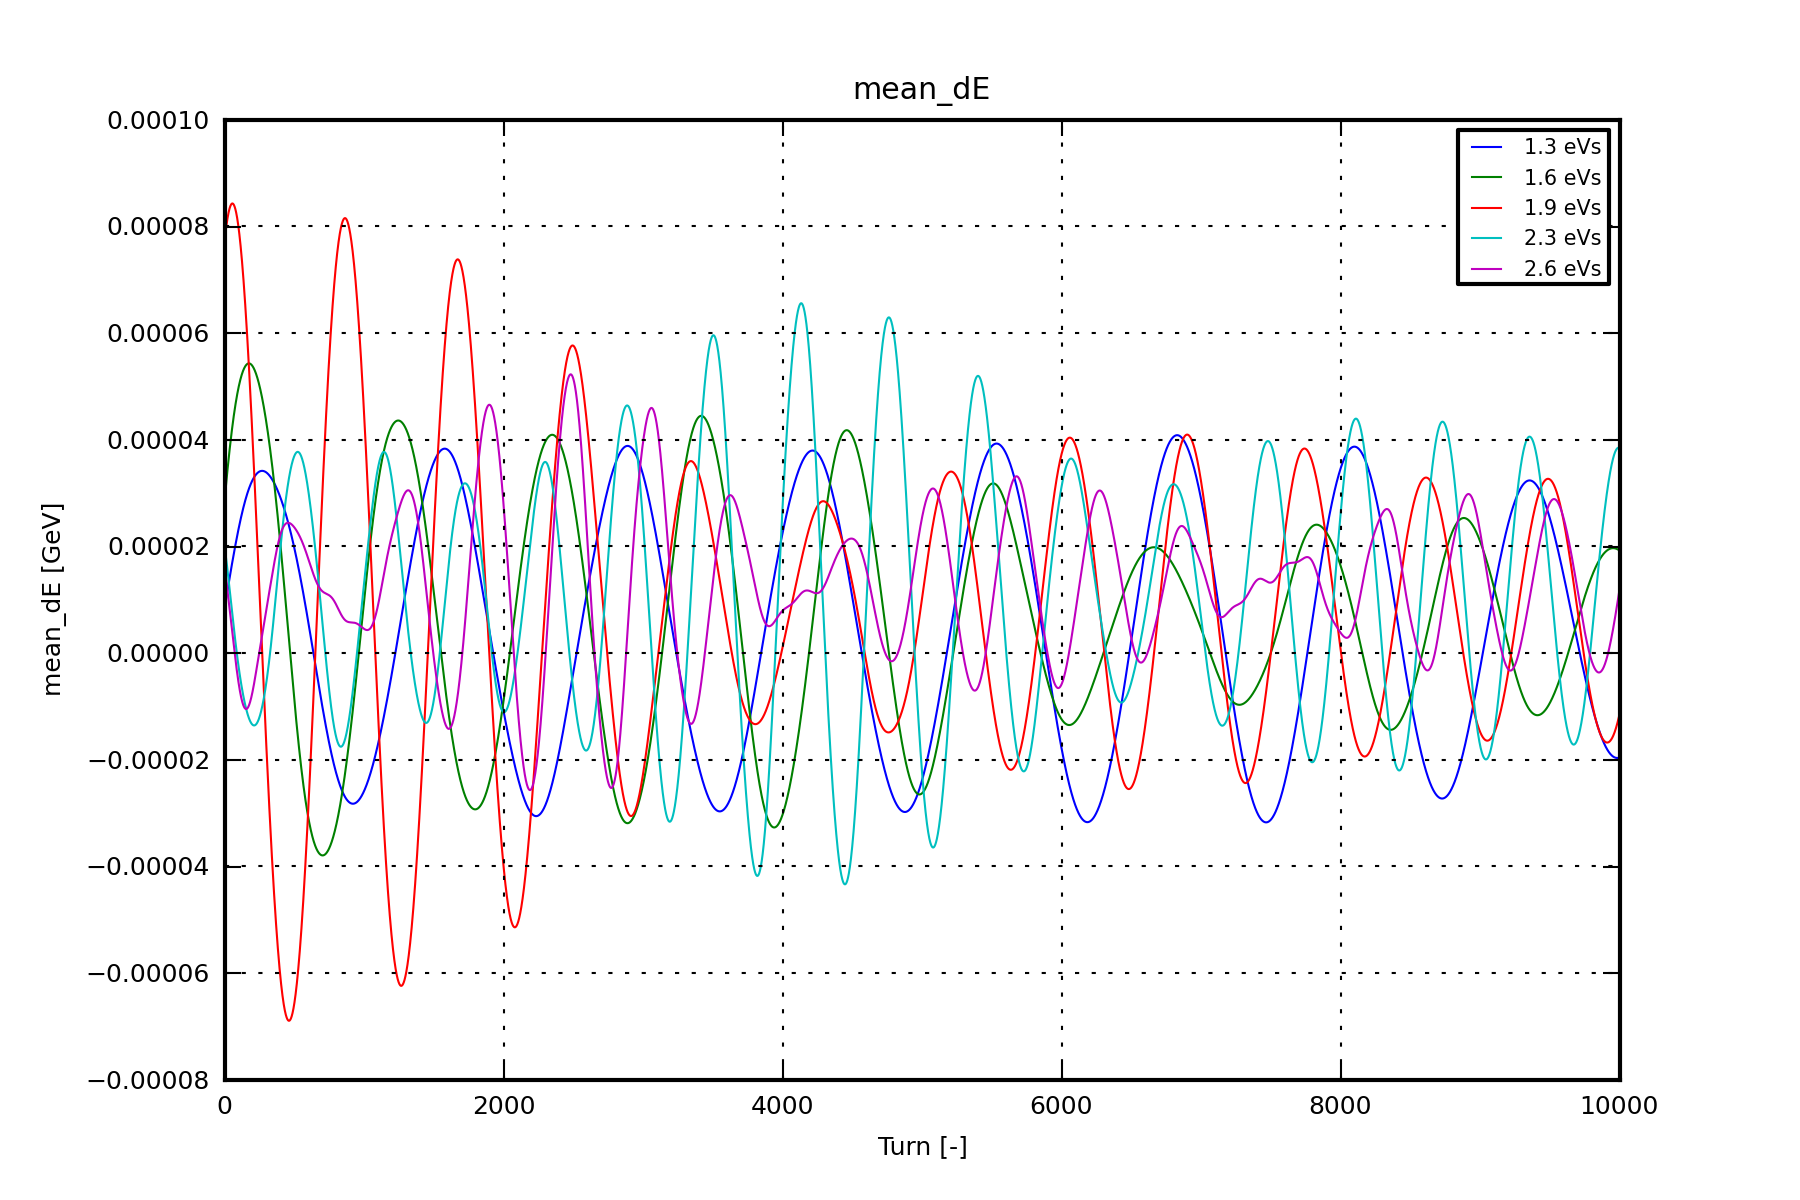 mean_dE
0.00010
0.00008
0.00006
0.00004
0.00002
0.00000
−0.00002
−0.00004
−0.00006
−0.00008
mean_dE [GeV]
1.3 eVs
1.6 eVs
1.9 eVs
2.3 eVs
2.6 eVs
0 2000 4000 6000 8000 10000
Turn [-]